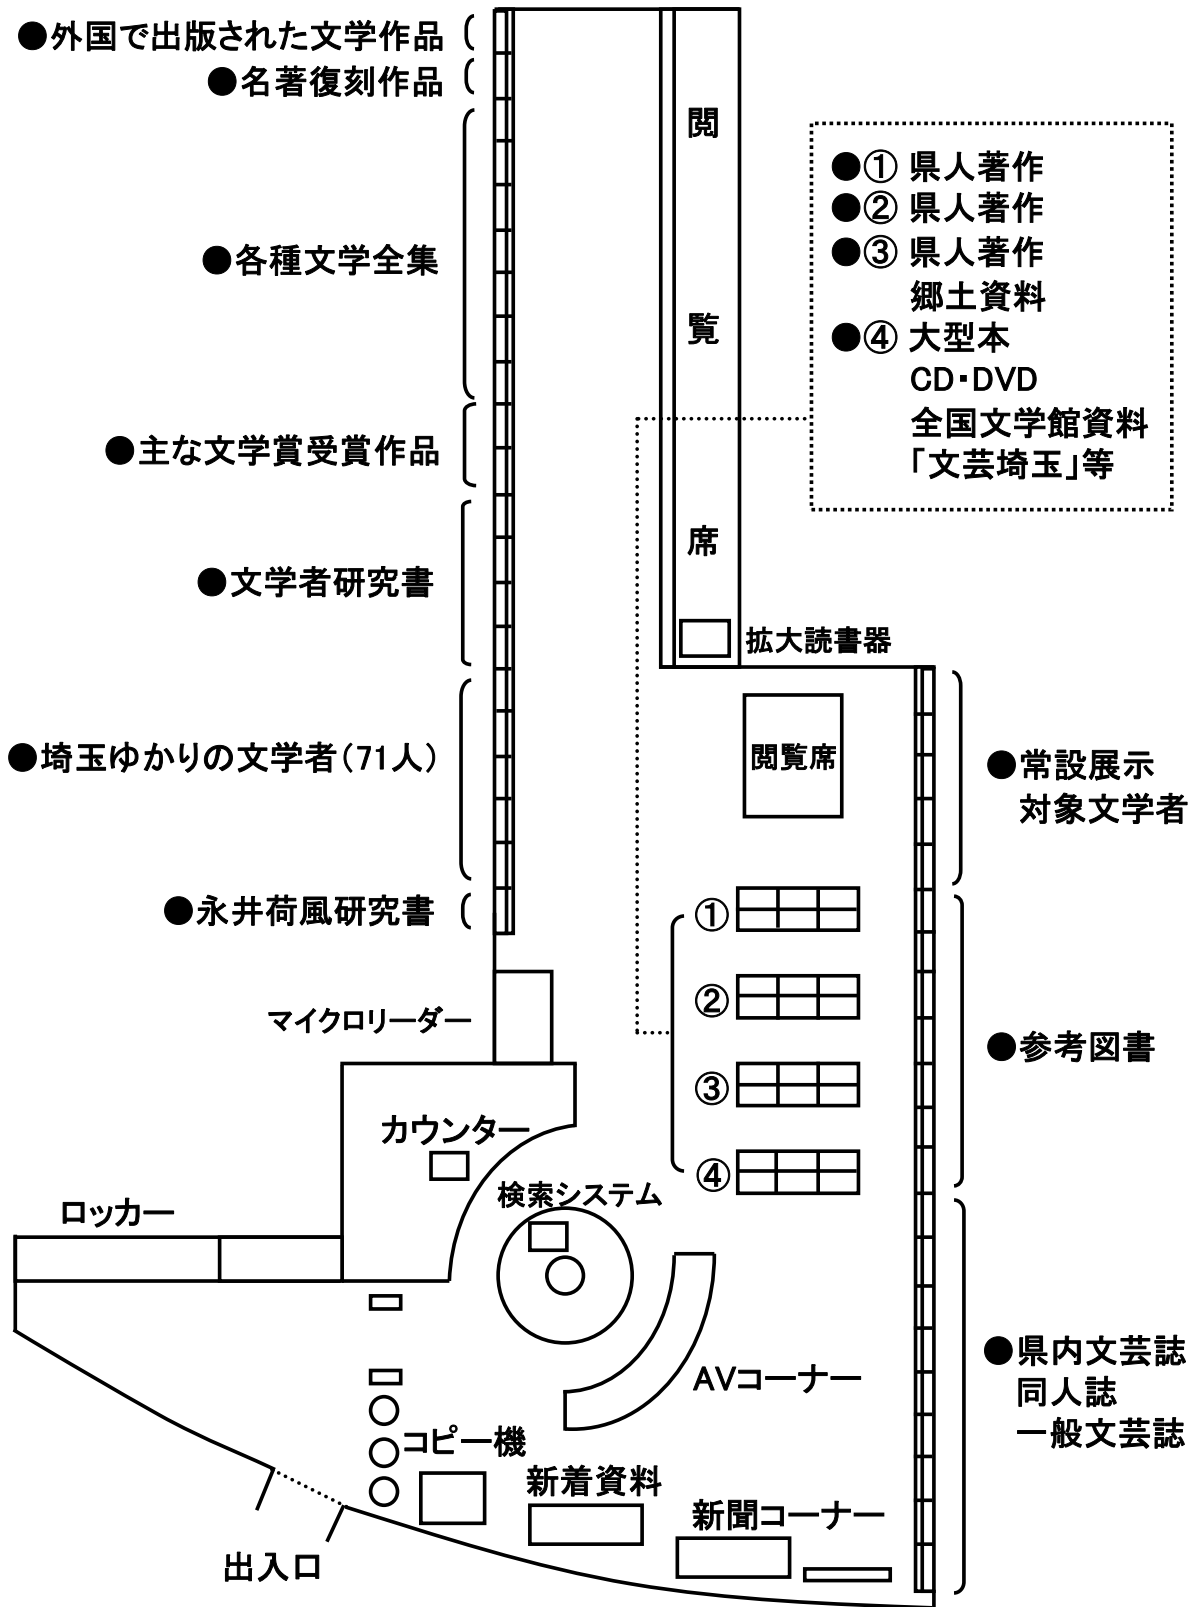 ●外国で出版された文学作品
●名著復刻作品
●各種文学全集
●主な文学賞受賞作品
●文学者研究書
●埼玉ゆかりの文学者(71人)
●永井荷風研究書
マイクロリーダー
カウンター
検索システム
ロッカー
コピー機
出入口
新着資料
新聞コーナー
AVコーナー
閲
覧
席
拡大読書器
閲覧席
①
②
③
④
●① 県人著作
●② 県人著作
●③ 県人著作
郷土資料
●④ 大型本
CD・DVD
全国文学館資料
「文芸埼玉」等
●常設展示
対象文学者
●参考図書
●県内文芸誌
同人誌
一般文芸誌